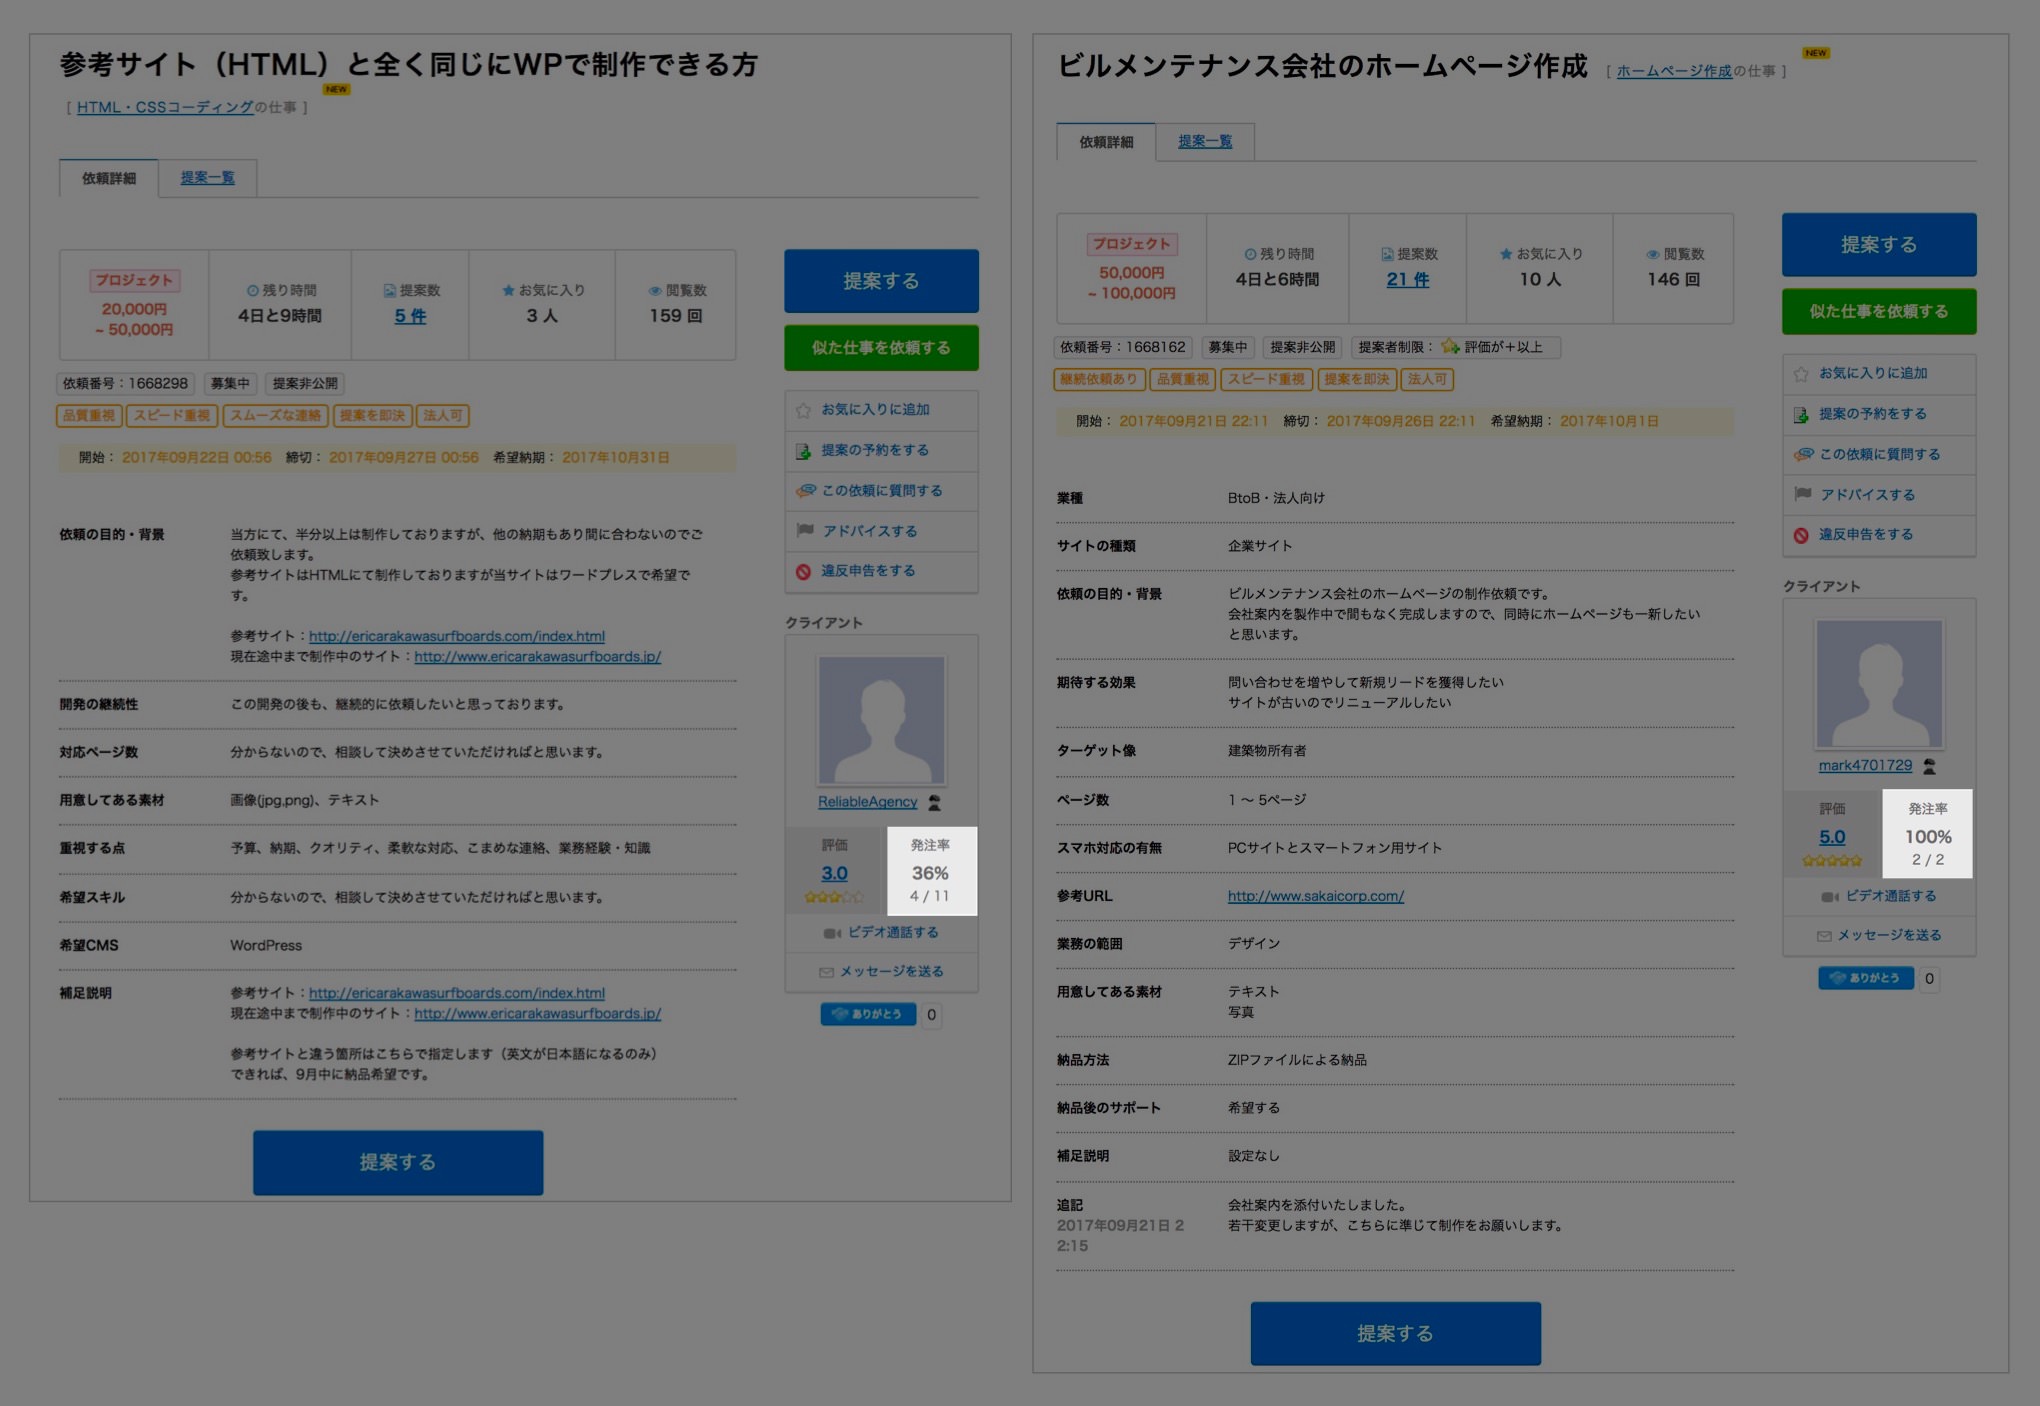 参考サイト（HTML）と全く同じにWPで制作できる方
NEW
[ HTML・CSSコーディングの仕事 ]
依頼詳細
提案一覧
プロジェクト
20,000円
~ 50,000円
残り時間
4日と9時間
提案数
5 件
お気に入り
3 人
閲覧数
159 回
依頼番号：1668298
募集中
提案非公開
品質重視
スピード重視
スムーズな連絡
提案を即決
法人可
開始： 2017年09月22日 00:56 締切： 2017年09月27日 00:56 希望納期： 2017年10月31日
依頼の目的・背景
当方にて、半分以上は制作しておりますが、他の納期もあり間に合わないのでご
依頼致します。
参考サイトはHTMLにて制作しておりますが当サイトはワードプレスで希望で
す。
参考サイト：http://ericarakawasurfboards.com/index.html
現在途中まで制作中のサイト：http://www.ericarakawasurfboards.jp/
開発の継続性
この開発の後も、継続的に依頼したいと思っております。
対応ページ数
分からないので、相談して決めさせていただければと思います。
用意してある素材
画像(jpg,png)、テキスト
重視する点
予算、納期、クオリティ、柔軟な対応、こまめな連絡、業務経験・知識
希望スキル
分からないので、相談して決めさせていただければと思います。
希望CMS
WordPress
補足説明
参考サイト：http://ericarakawasurfboards.com/index.html
現在途中まで制作中のサイト：http://www.ericarakawasurfboards.jp/
参考サイトと違う箇所はこちらで指定します（英文が日本語になるのみ）
できれば、9月中に納品希望です。
提案する
提案する
似た仕事を依頼する
お気に入りに追加
提案の予約をする
この依頼に質問する
アドバイスする
違反申告をする
クライアント
ReliableAgency
評価
3.0
発注率
36%
4 / 11
ビデオ通話する
メッセージを送る
ありがとう
0
ビルメンテナンス会社のホームページ作成
[ ホームページ作成の仕事 ]
NEW
依頼詳細
提案一覧
プロジェクト
50,000円
~ 100,000円
残り時間
4日と6時間
提案数
21 件
お気に入り
10 人
閲覧数
146 回
依頼番号：1668162
募集中
提案非公開
提案者制限： 評価が＋以上
継続依頼あり
品質重視
スピード重視
提案を即決
法人可
開始： 2017年09月21日 22:11 締切： 2017年09月26日 22:11 希望納期： 2017年10月1日
業種
BtoB・法人向け
サイトの種類
企業サイト
依頼の目的・背景
ビルメンテナンス会社のホームページの制作依頼です。
会社案内を製作中で間もなく完成しますので、同時にホームページも一新したい
と思います。
期待する効果
問い合わせを増やして新規リードを獲得したい
サイトが古いのでリニューアルしたい
ターゲット像
建築物所有者
ページ数
1 ～ 5ページ
スマホ対応の有無
PCサイトとスマートフォン用サイト
参考URL
http://www.sakaicorp.com/
業務の範囲
デザイン
用意してある素材
テキスト
写真
納品方法
ZIPファイルによる納品
納品後のサポート
希望する
補足説明
設定なし
追記
2017年09月21日 2
2:15
会社案内を添付いたしました。
若干変更しますが、こちらに準じて制作をお願いします。
提案する
提案する
似た仕事を依頼する
お気に入りに追加
提案の予約をする
この依頼に質問する
アドバイスする
違反申告をする
クライアント
mark4701729
評価
5.0
発注率
100%
2 / 2
ビデオ通話する
メッセージを送る
ありがとう
0